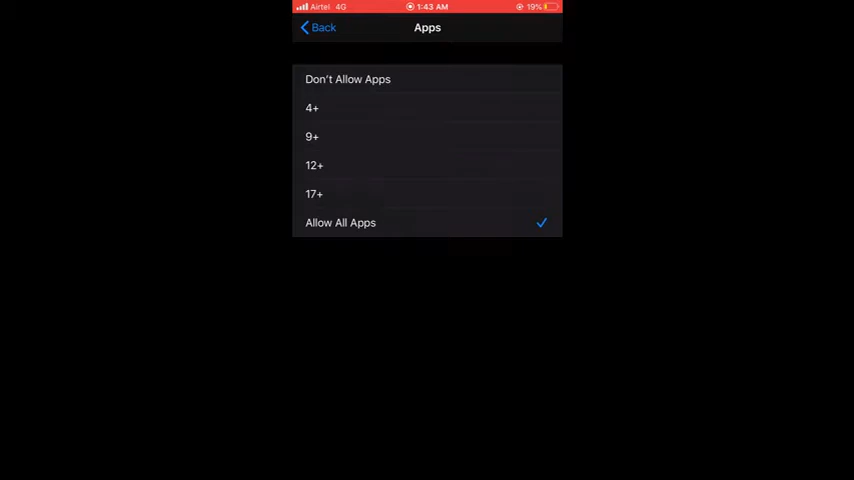 Airtel 4G 1:43 AM 19%
Back Apps
Don't Allow Apps
4+
9+
12+
17+
Allow All Apps